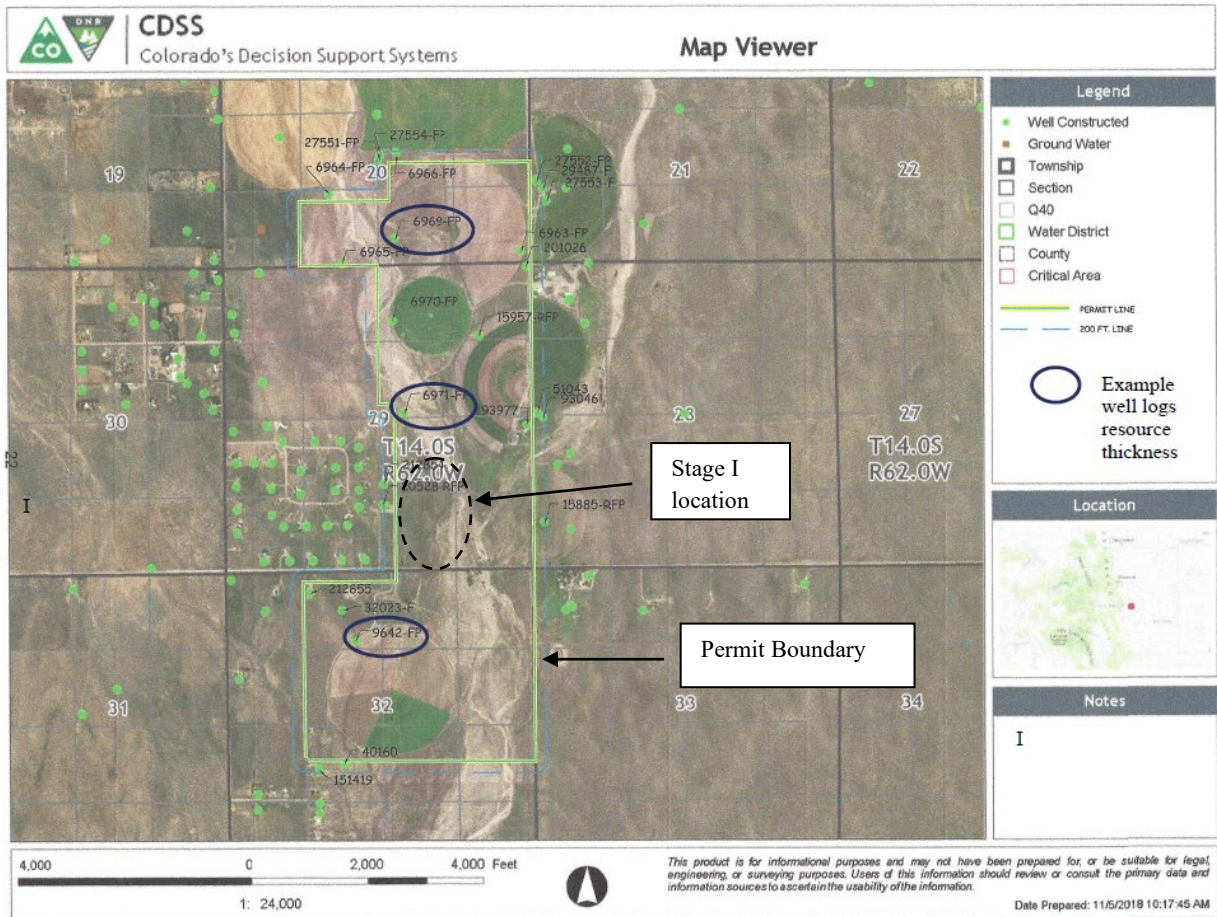 CO
DNR
CDSS
Colorado's Decision Support Systems
Map Viewer
27551-FP
27554-FP
6964-FP
19
20
6966-FP
27552-FP
29487-F
27553-F
21
22
6969-FP
6963-FP
201026
6965-FP
6970-FP
15957-RFP
6971-FP
51043
93046
193977
30
29
28
27
T14.0S
R62.0W
T14.0S
R62.0W
22
I
10528-RFP
Stage I
location
15885-RFP
212855
32023-F
9642-FP
Permit Boundary
31
32
33
34
40160
151419
Legend
Well Constructed
Ground Water
Township
Section
Q40
Water District
County
Critical Area
PERMIT LINE
200 FT. LINE
Example
well logs
resource
thickness
Location
Notes
I
4,000 0 2,000 4,000 Feet
1: 24,000
This product is for informational purposes and may not have been prepared for, or be suitable for legal,
engineering, or surveying purposes. Users of this information should review or consult the primary data and
information sources to ascertain the usability of the information.
Date Prepared: 11/5/2018 10:17:45 AM